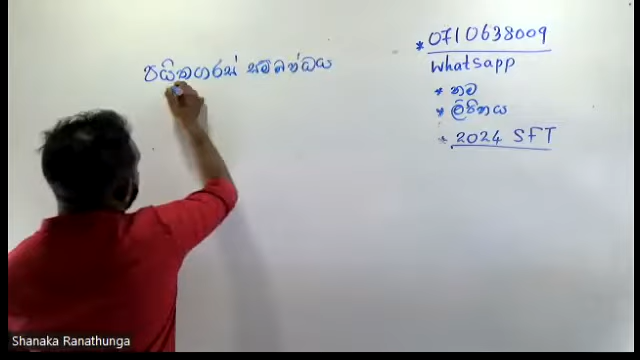 පයිතගරස් සම්බන්ධය
* 0710638009
whatsapp
* නම
* ලිපිනය
* 2024 SFT
Shanaka Ranathunga